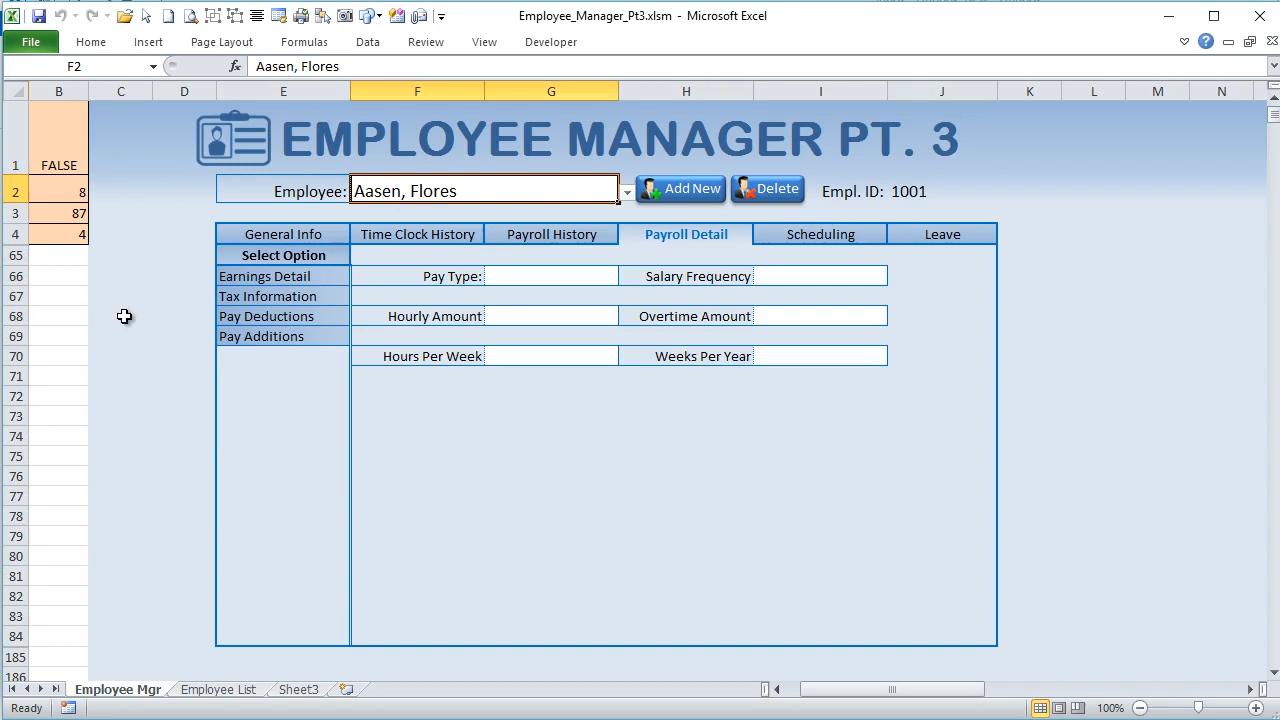 Employee_Manager_Pt3.xlsm - Microsoft Excel
File Home Insert Page Layout Formulas Data Review View Developer
F2 fx Aasen, Flores
B C D E F G H I J K L M N
1 FALSE EMPLOYEE MANAGER PT. 3
2 8 Employee: Aasen, Flores Add New Delete Empl. ID: 1001
3 87
4 4 General Info Time Clock History Payroll History Payroll Detail Scheduling Leave
65 Select Option
66 Earnings Detail Pay Type: Salary Frequency
67 Tax Information
68 Pay Deductions Hourly Amount Overtime Amount
69 Pay Additions
70 Hours Per Week Weeks Per Year
71
72
73
74
75
76
77
78
79
80
81
82
83
84
185
186
Employee Mgr Employee List Sheet3
Ready 100%